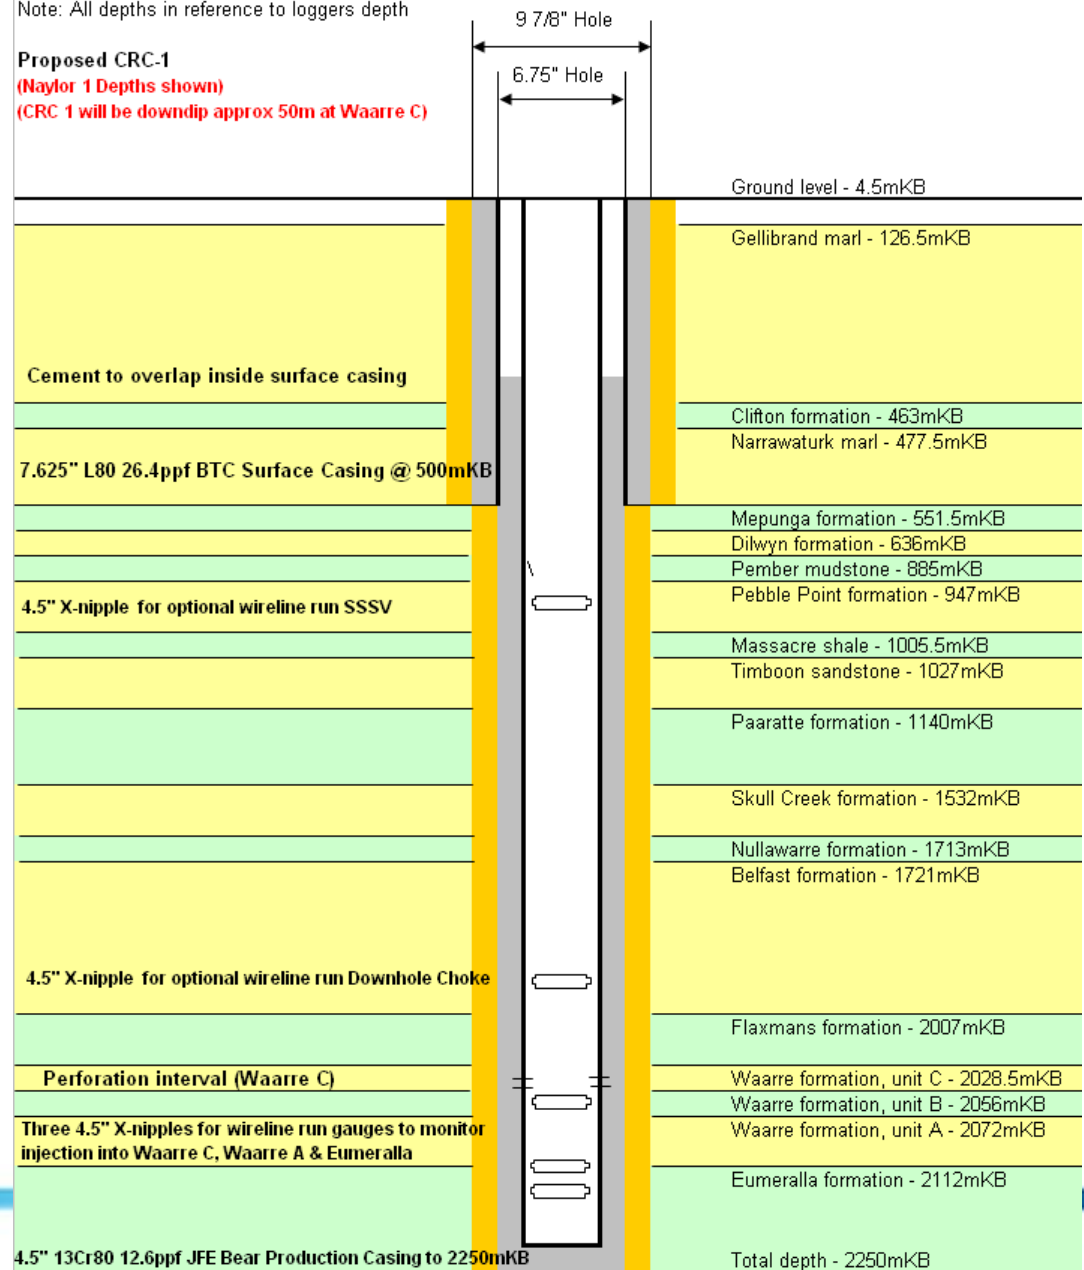 Note: All depths in reference to loggers depth
9 7/8" Hole
Proposed CRC-1
(Naylor 1 Depths shown)
(CRC 1 will be downdip approx 50m at Waarre C)
6.75" Hole
Ground level - 4.5mKB
Gellibrand marl - 126.5mKB
Cement to overlap inside surface casing
Clifton formation - 463mKB
Narrawaturk marl - 477.5mKB
7.625" L80 26.4ppf BTC Surface Casing @ 500mKB
Mepunga formation - 551.5mKB
Dilwyn formation - 636mKB
Pember mudstone - 885mKB
Pebble Point formation - 947mKB
4.5" X-nipple for optional wireline run SSSV
Massacre shale - 1005.5mKB
Timboon sandstone - 1027mKB
Paaratte formation - 1140mKB
Skull Creek formation - 1532mKB
Nullawarre formation - 1713mKB
Belfast formation - 1721mKB
4.5" X-nipple for optional wireline run Downhole Choke
Flaxmans formation - 2007mKB
Perforation interval (Waarre C)
Waarre formation, unit C - 2028.5mKB
Waarre formation, unit B - 2056mKB
Three 4.5" X-nipples for wireline run gauges to monitor
injection into Waarre C, Waarre A & Eumeralla
Waarre formation, unit A - 2072mKB
Eumeralla formation - 2112mKB
4.5" 13Cr80 12.6ppf JFE Bear Production Casing to 2250mKB
Total depth - 2250mKB